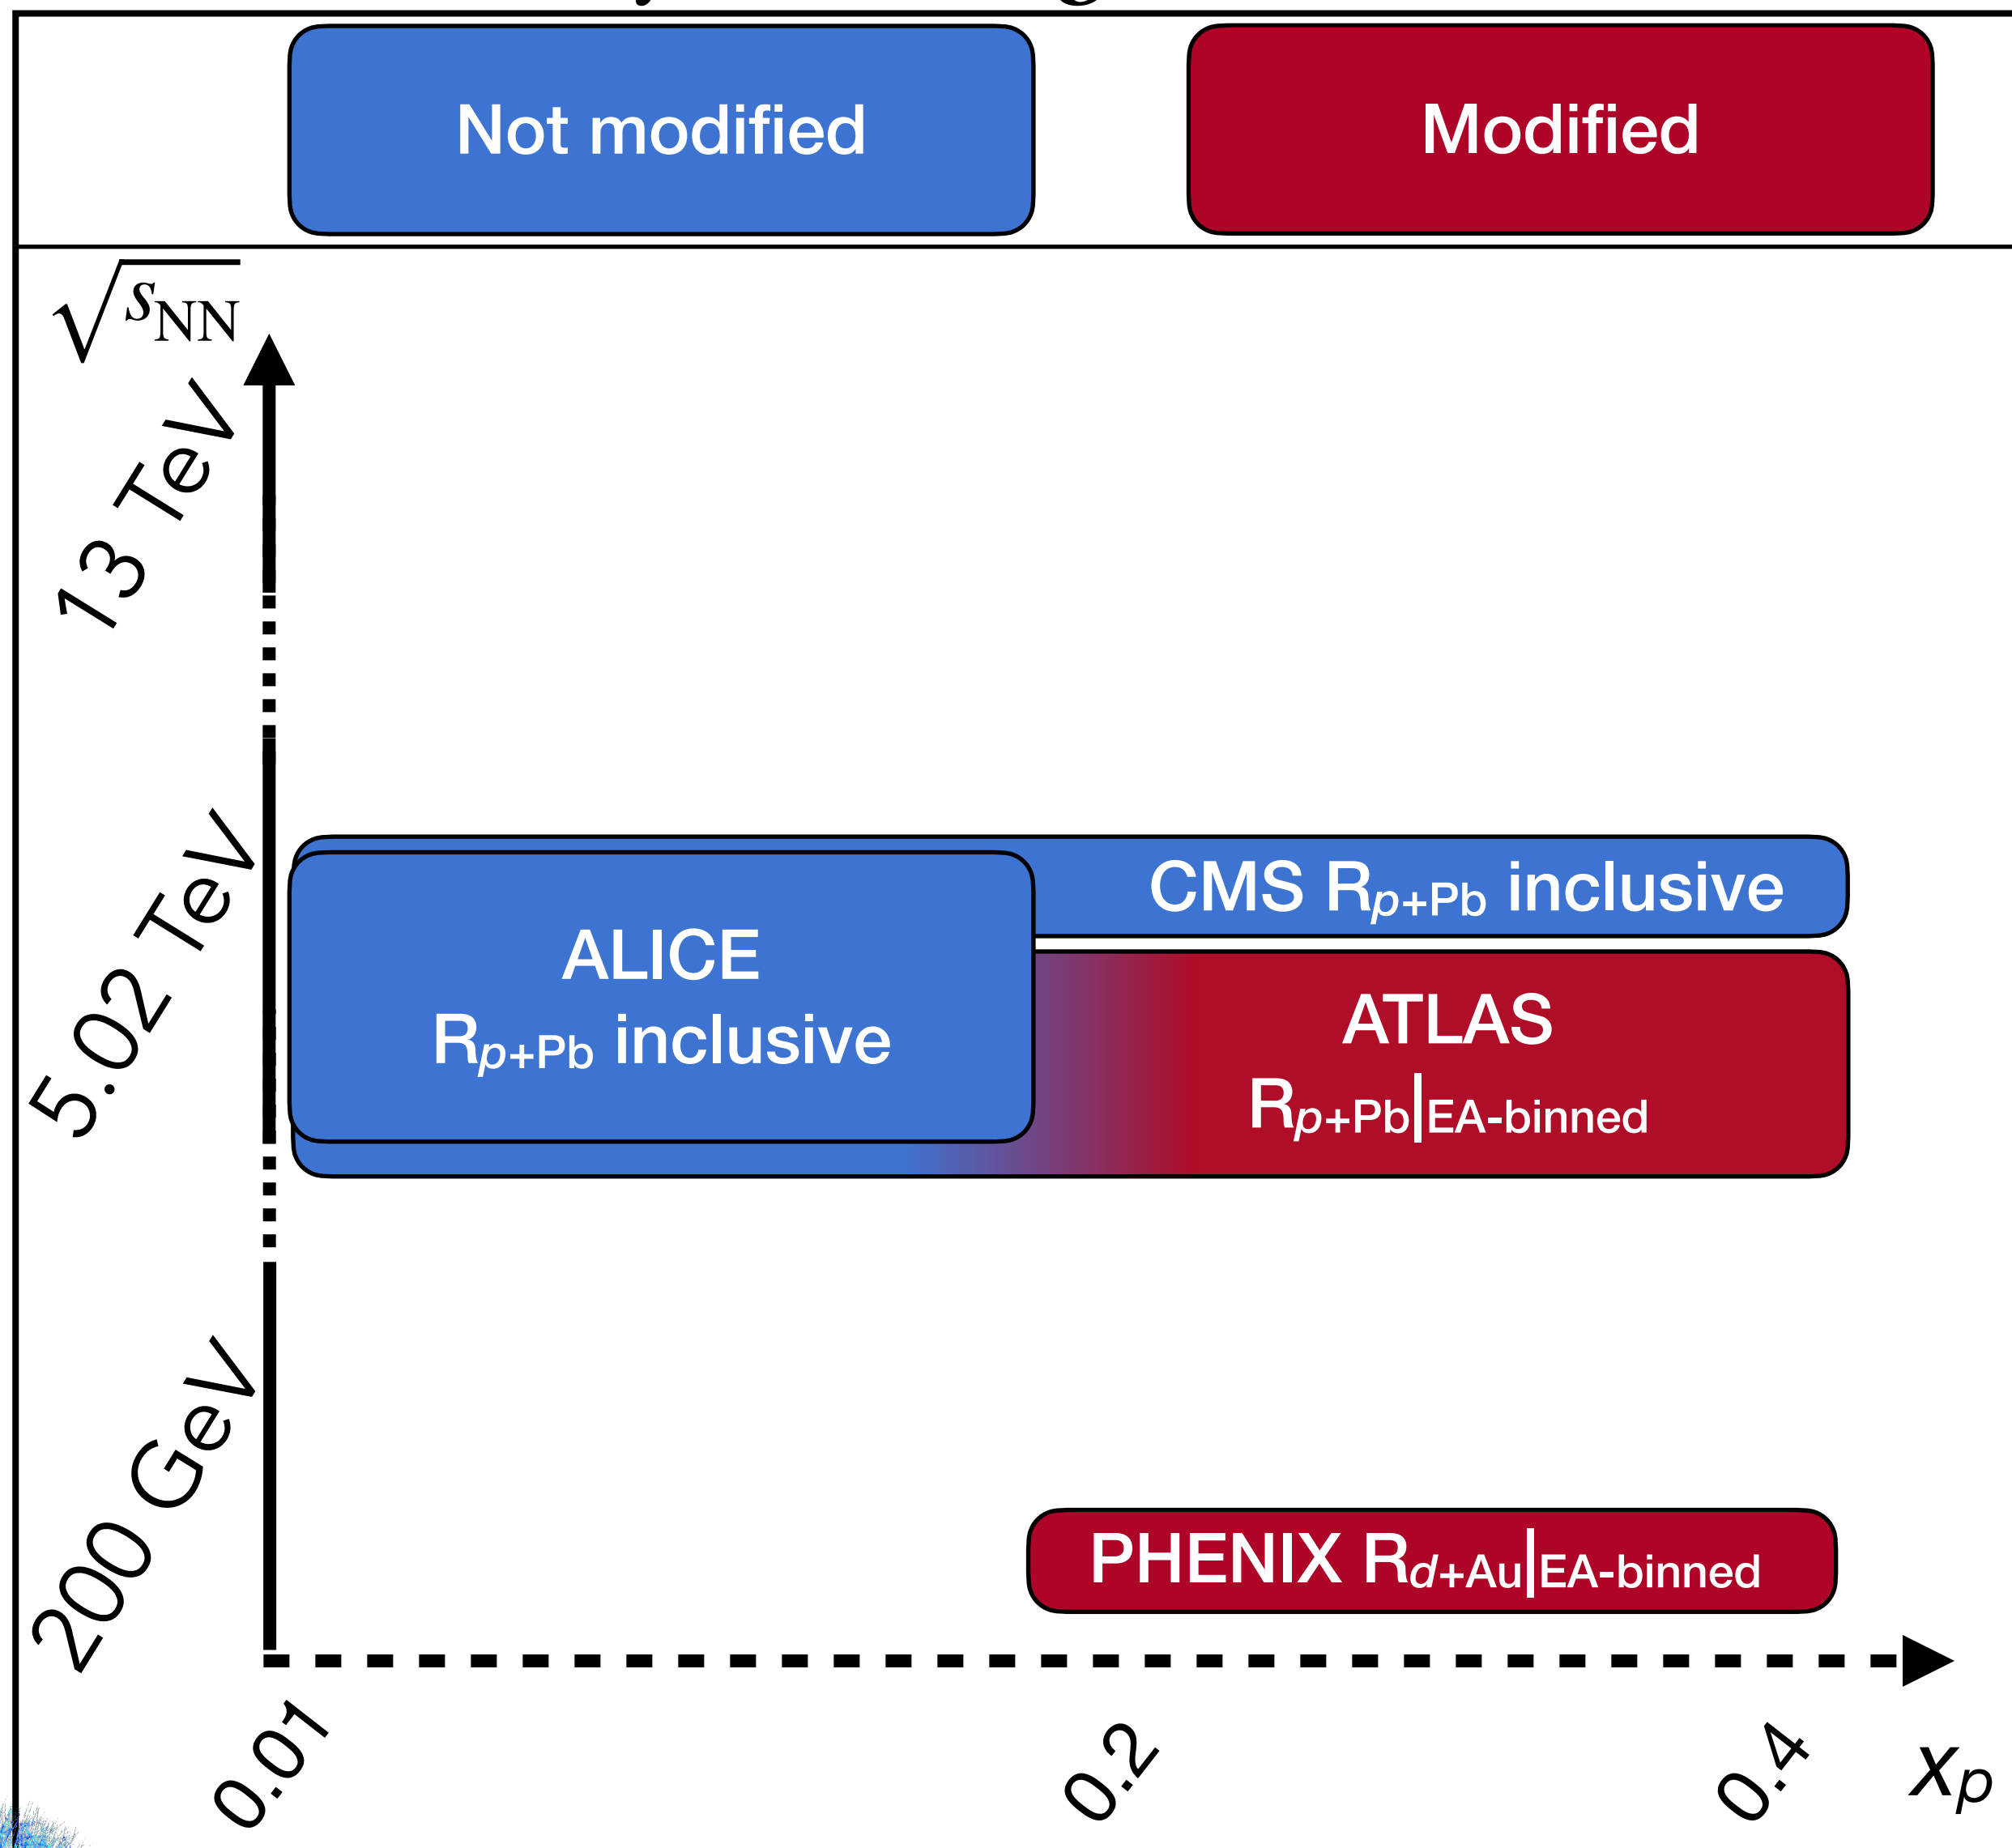 Not modified
Modified
√sNN
13 TeV
5.02 TeV
200 GeV
CMS Rp+Pb inclusive
ALICE
Rp+Pb inclusive
ATLAS
Rp+Pb|EA-binned
PHENIX Rd+Au|EA-binned
0.01
0.2
0.4
xp